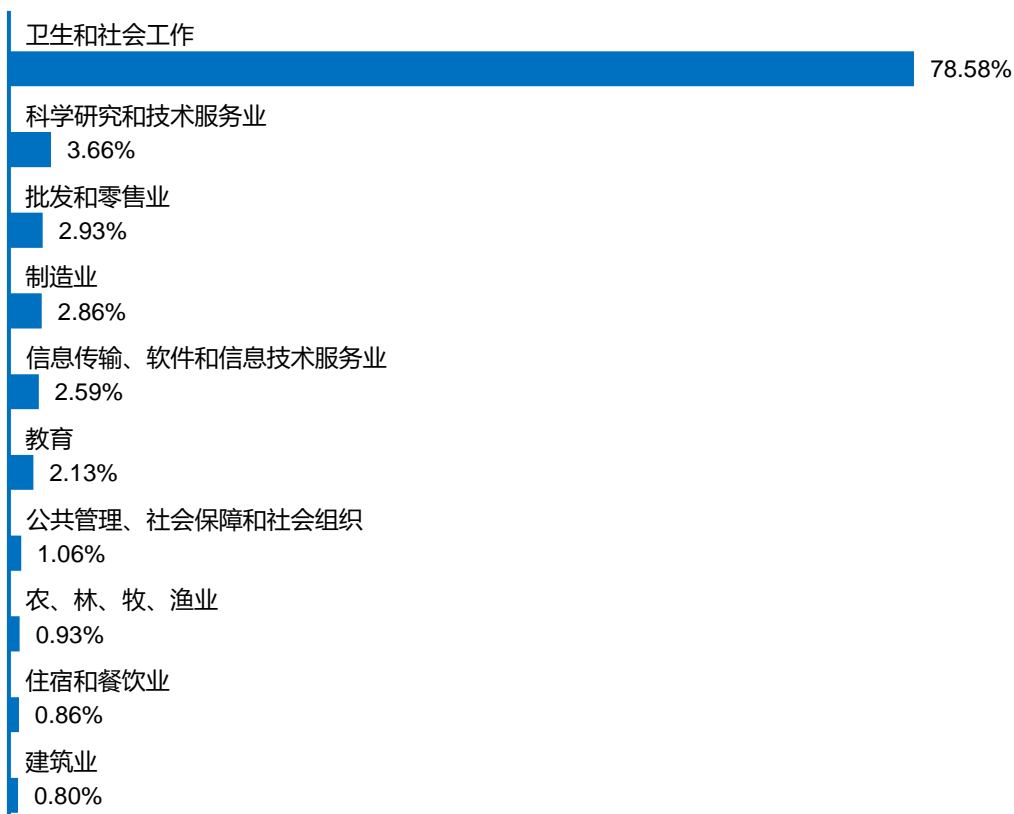 卫生和社会工作
78.58%
科学研究和技术服务业
3.66%
批发和零售业
2.93%
制造业
2.86%
信息传输、软件和信息技术服务业
2.59%
教育
2.13%
公共管理、社会保障和社会组织
1.06%
农、林、牧、渔业
0.93%
住宿和餐饮业
0.86%
建筑业
0.80%